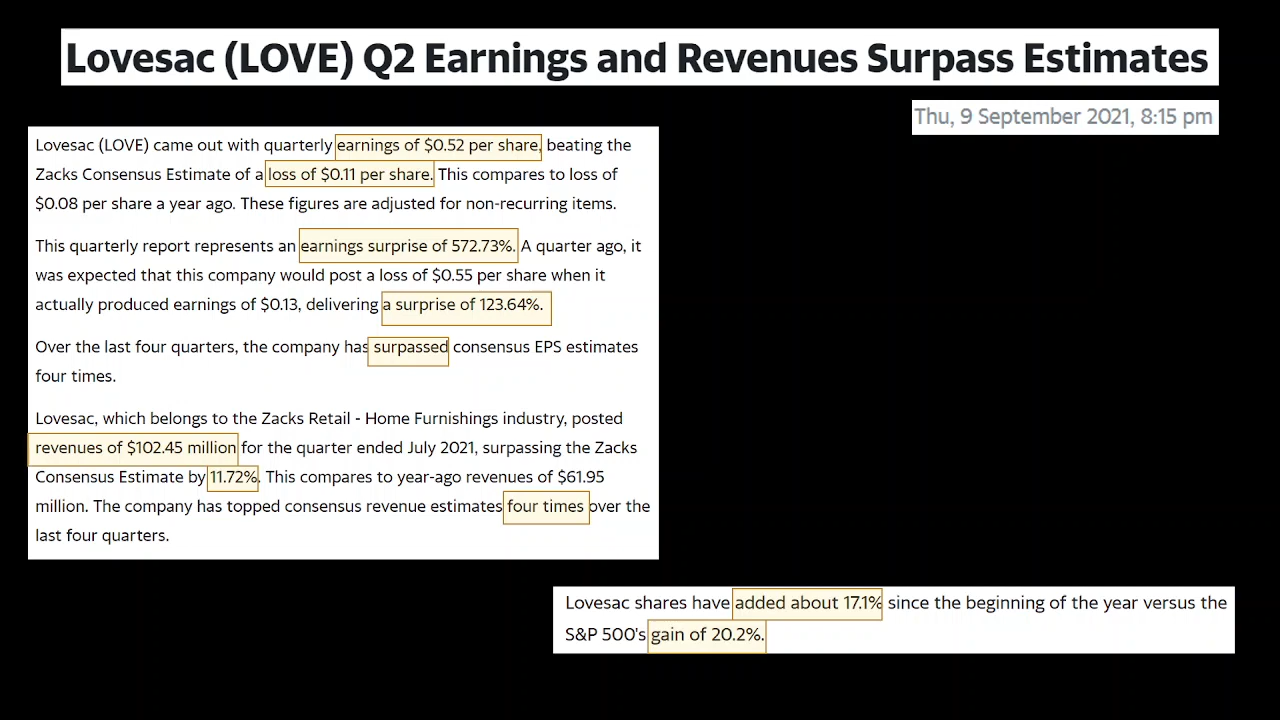 Lovesac (LOVE) Q2 Earnings and Revenues Surpass Estimates
Thu, 9 September 2021, 8:15 pm
Lovesac (LOVE) came out with quarterly earnings of $0.52 per share, beating the
Zacks Consensus Estimate of a loss of $0.11 per share. This compares to loss of
$0.08 per share a year ago. These figures are adjusted for non-recurring items.
This quarterly report represents an earnings surprise of 572.73%. A quarter ago, it
was expected that this company would post a loss of $0.55 per share when it
actually produced earnings of $0.13, delivering a surprise of 123.64%.
Over the last four quarters, the company has surpassed consensus EPS estimates
four times.
Lovesac, which belongs to the Zacks Retail - Home Furnishings industry, posted
revenues of $102.45 million for the quarter ended July 2021, surpassing the Zacks
Consensus Estimate by 11.72%. This compares to year-ago revenues of $61.95
million. The company has topped consensus revenue estimates four times over the
last four quarters.
Lovesac shares have added about 17.1% since the beginning of the year versus the
S&P 500's gain of 20.2%.